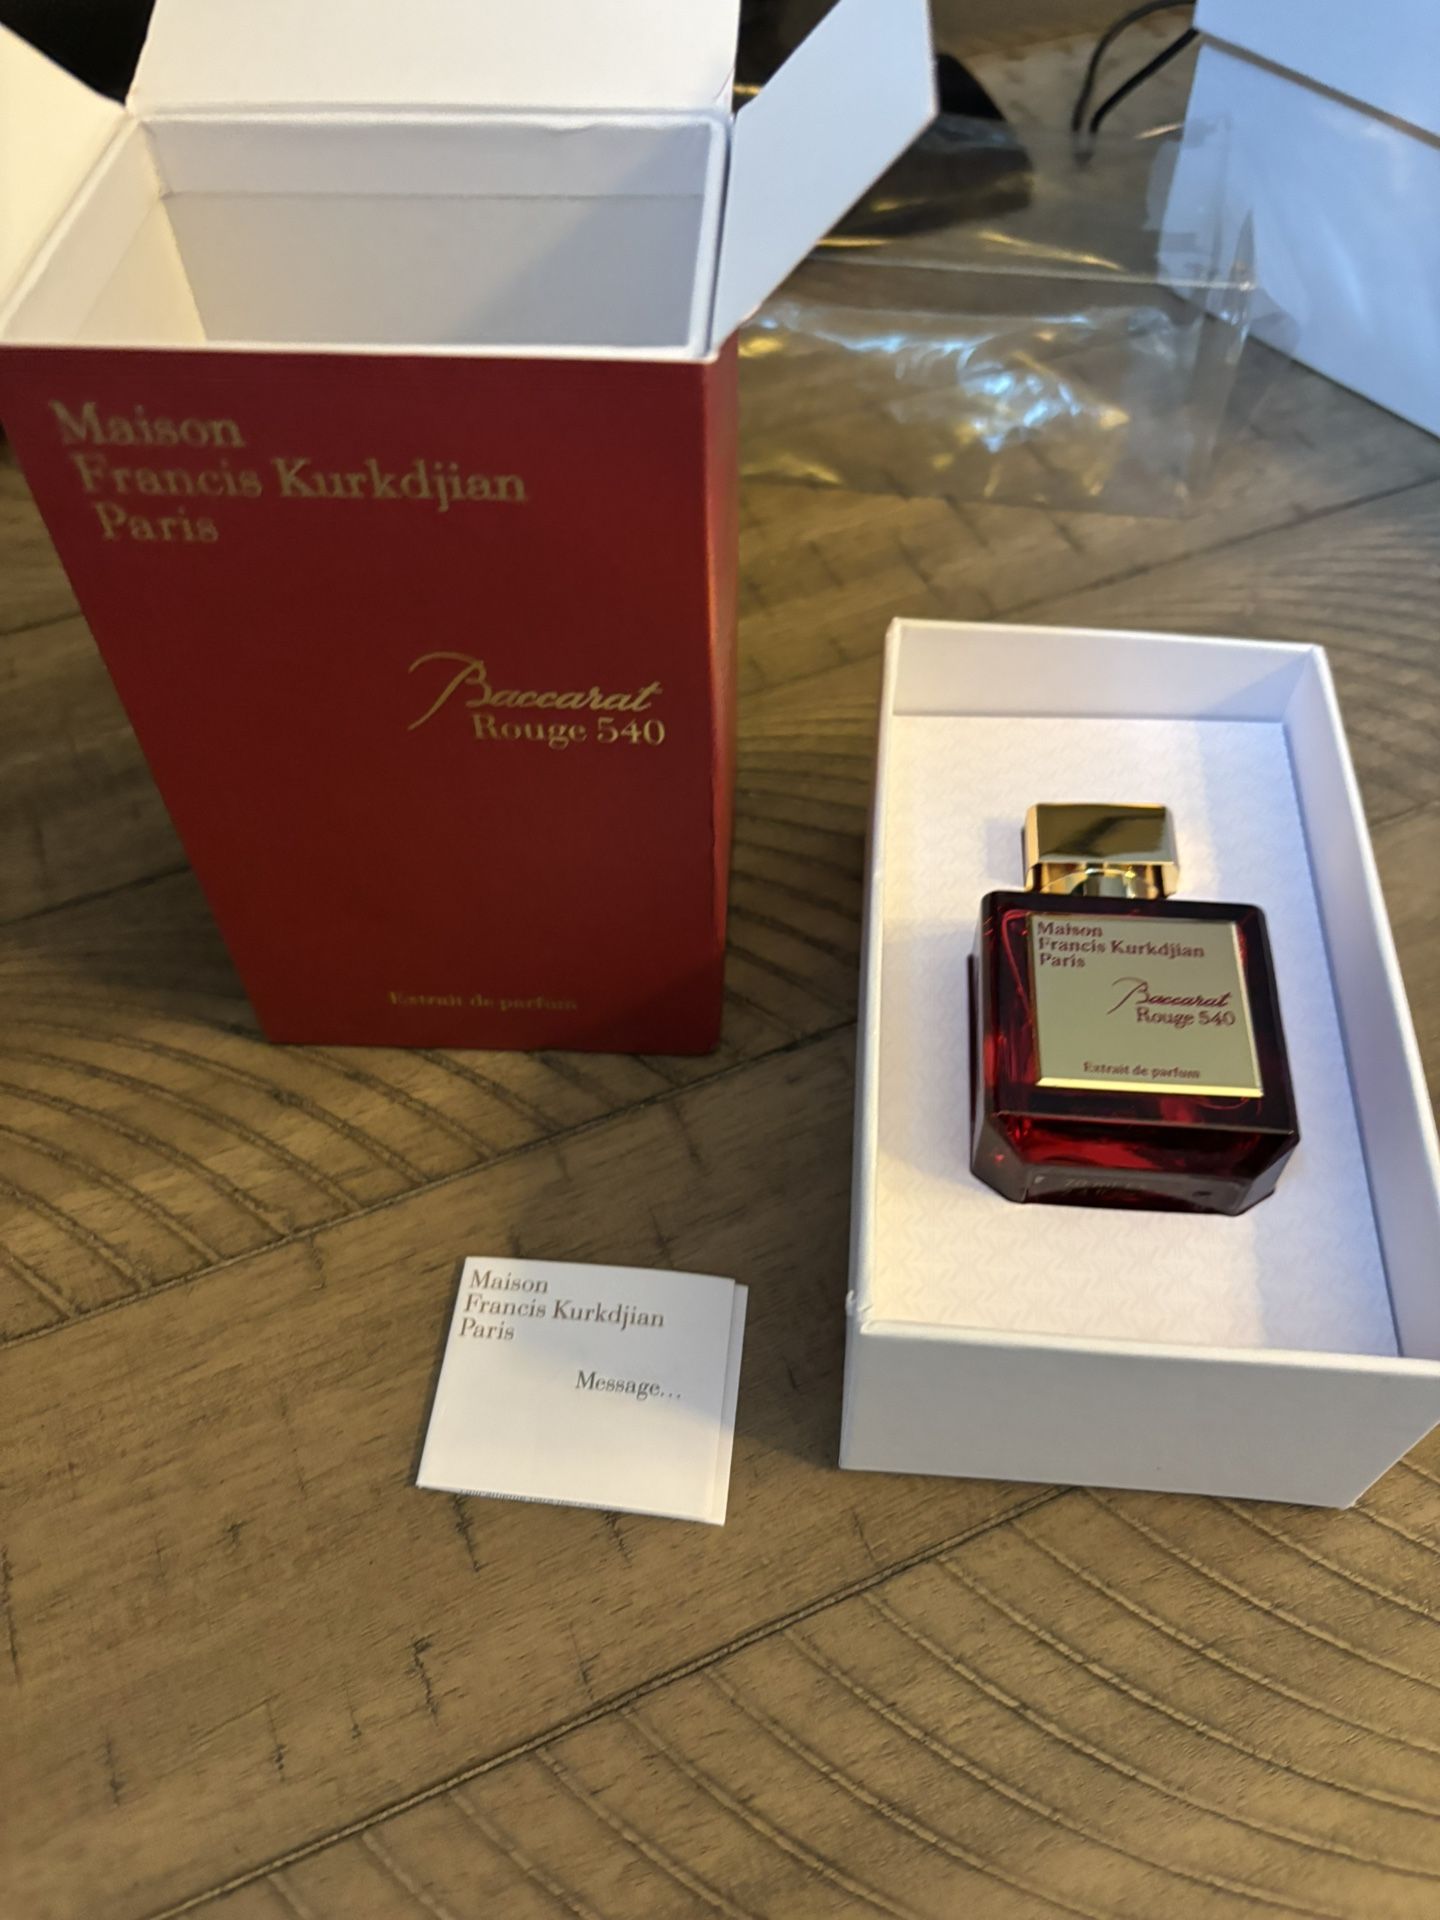 Maison
Francis Kurkdjian
Paris
Baccarat
Rouge 540
Extrait de parfum
Maison
Francis Kurkdjian
Paris
Baccarat
Rouge 540
Extrait de parfum
Maison
Francis Kurkdjian
Paris
Message...